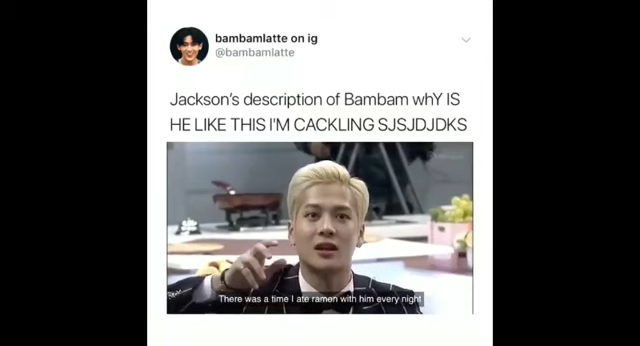 bambamlatte on ig
@bambamlatte
Jackson's description of Bambam whY IS
HE LIKE THIS I'M CACKLING SJSJDJDKS
There was a time I ate ramen with him every night